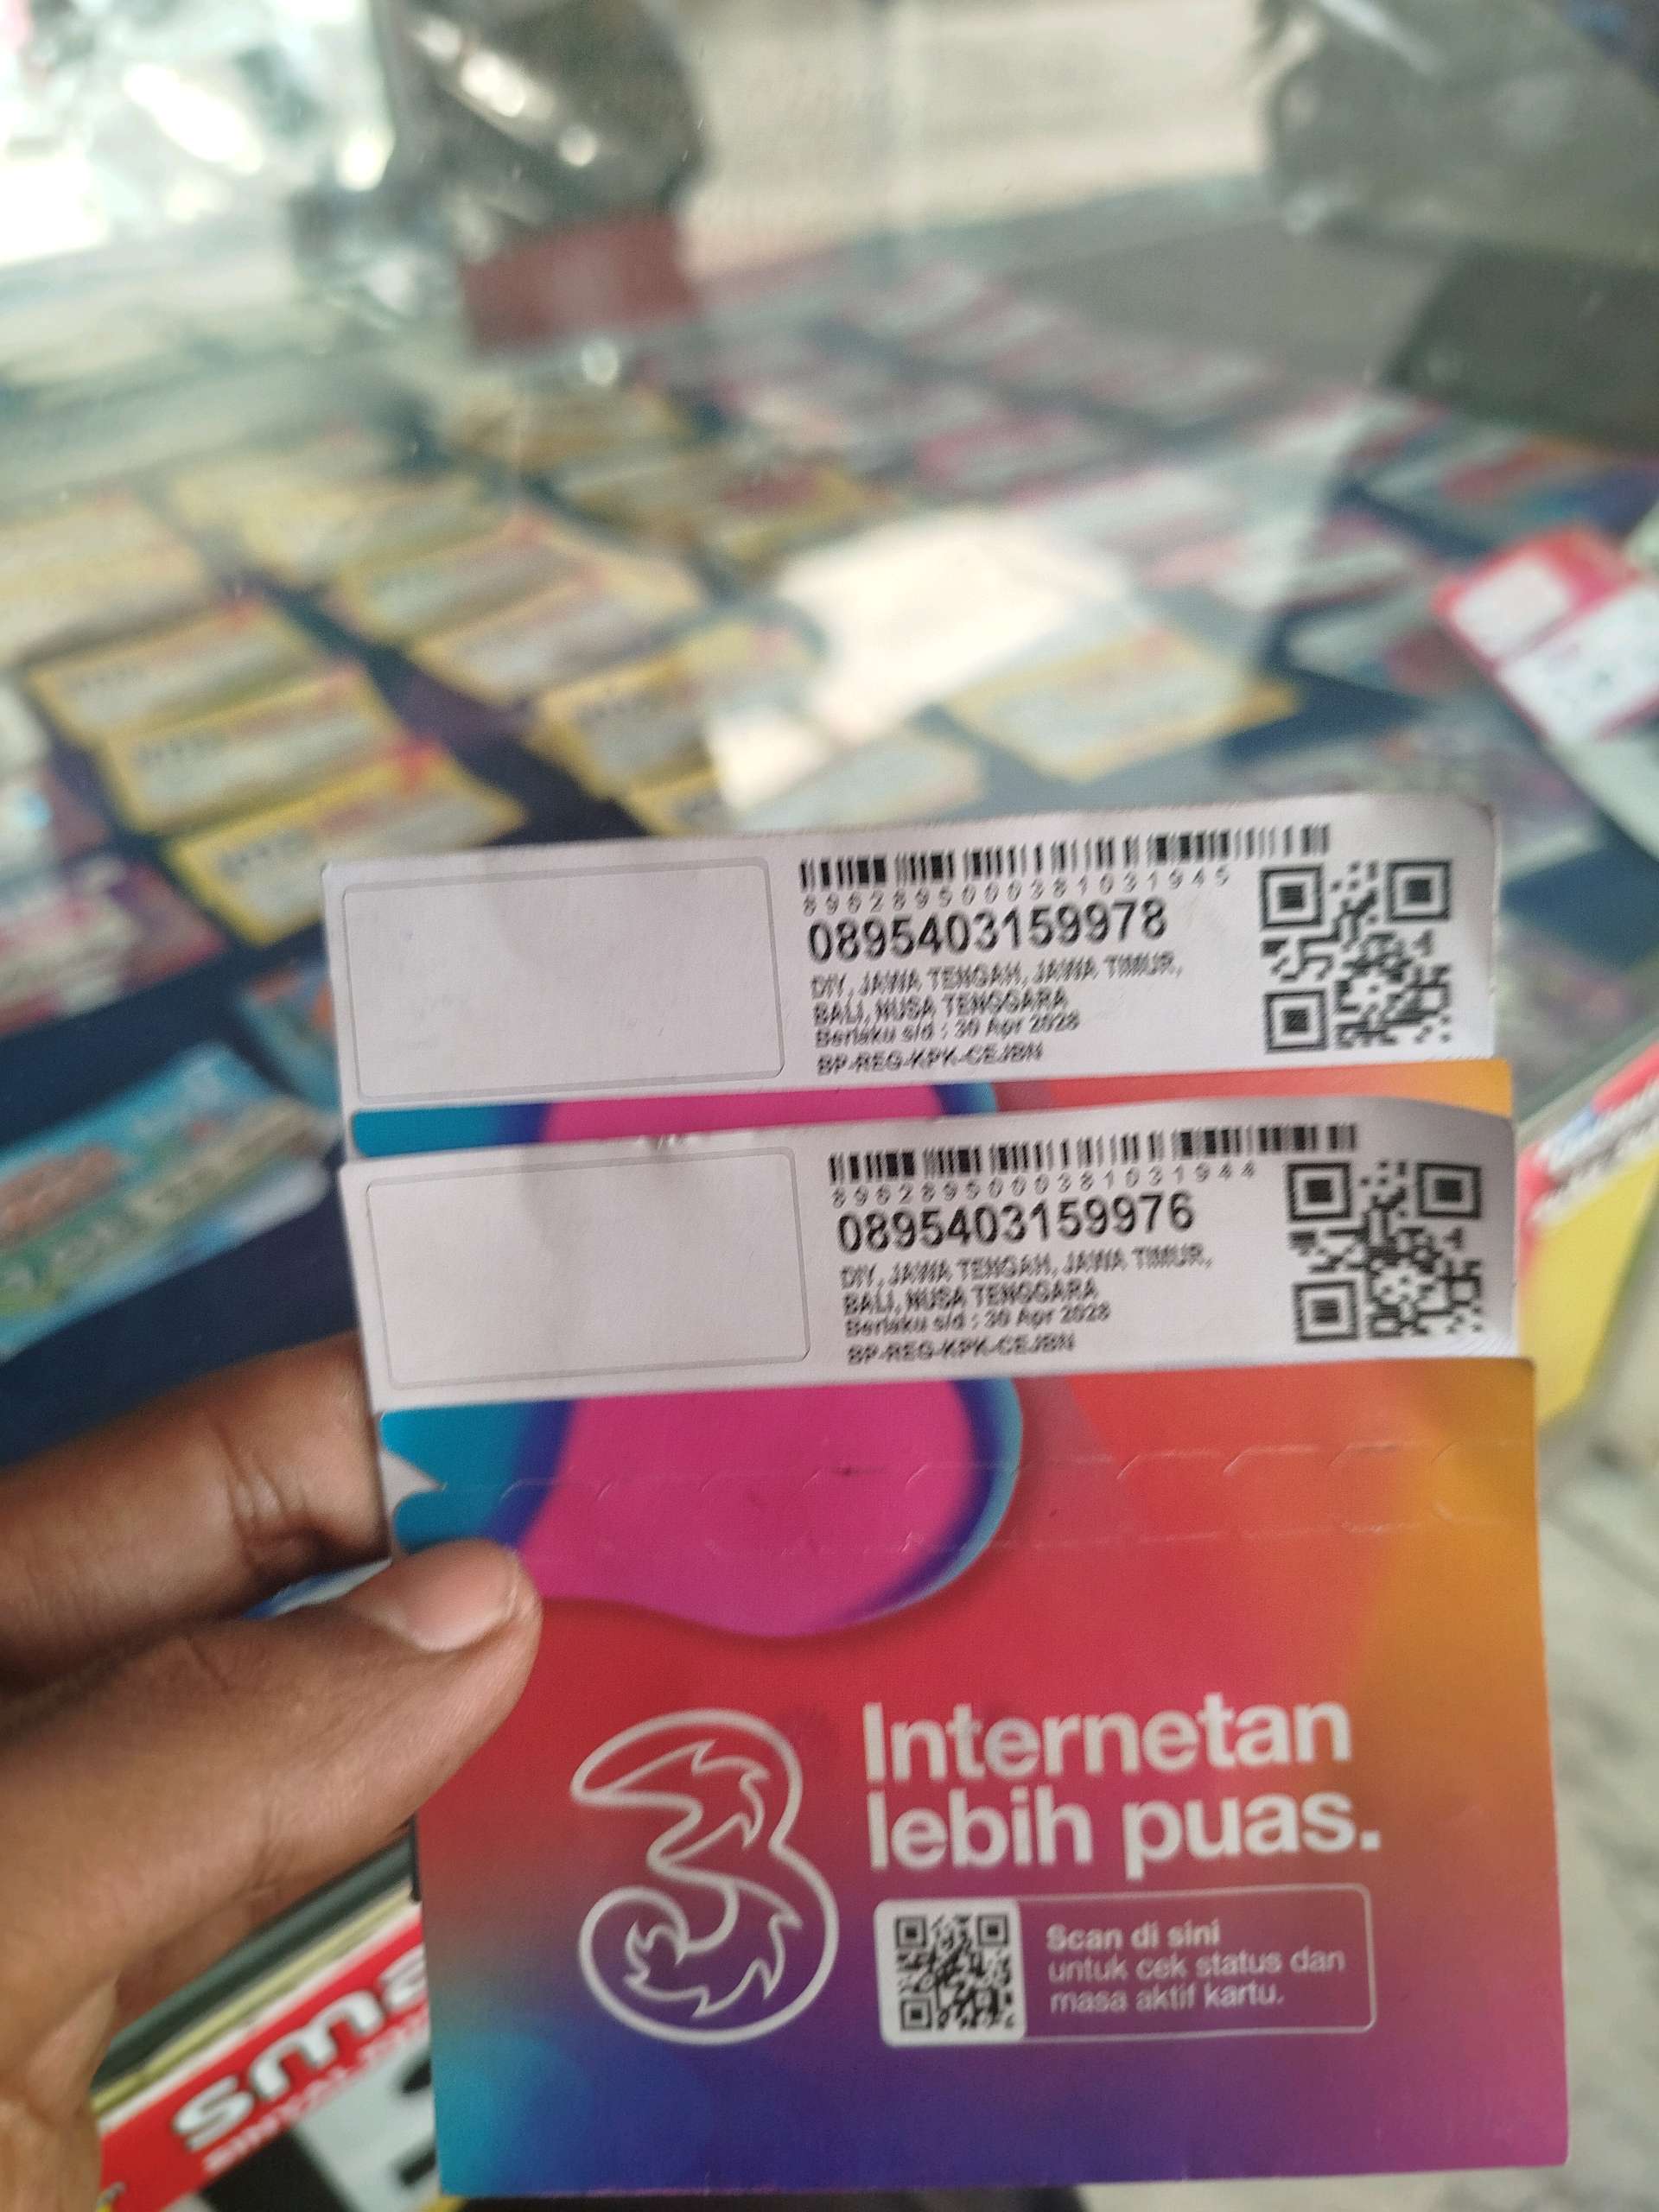 8962895000381031945
0895403159978
DIY, JAWA TENGAH, JAWA TIMUR,
BALI, NUSA TENGGARA
Berlaku s/d : 30 Apr 2028
BP-REG-KPK-CEJBN
8962895000381031944
0895403159976
DIY, JAWA TENGAH, JAWA TIMUR,
BALI, NUSA TENGGARA
Berlaku s/d : 30 Apr 2028
BP-REG-KPK-CEJBN
3
Internetan
lebih puas.
Scan di sini
untuk cek status dan
masa aktif kartu.
sma